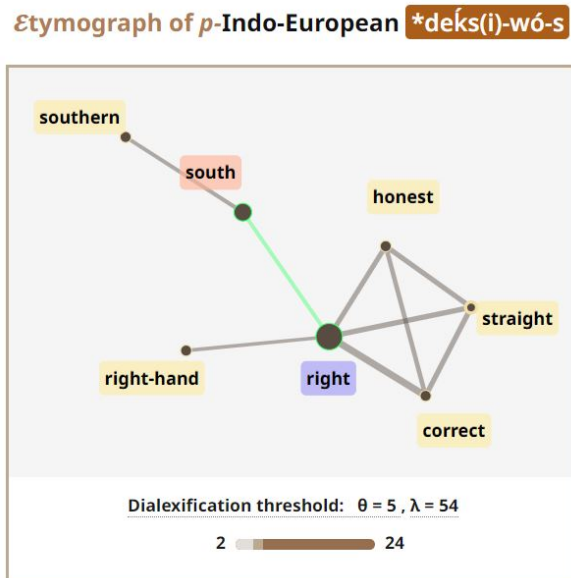 Ɛtymograph of p-Indo-European *deḱs(i)-wó-s
southern
south
honest
straight
right-hand
right
correct
Dialexification threshold: θ = 5 , λ = 54
2 24